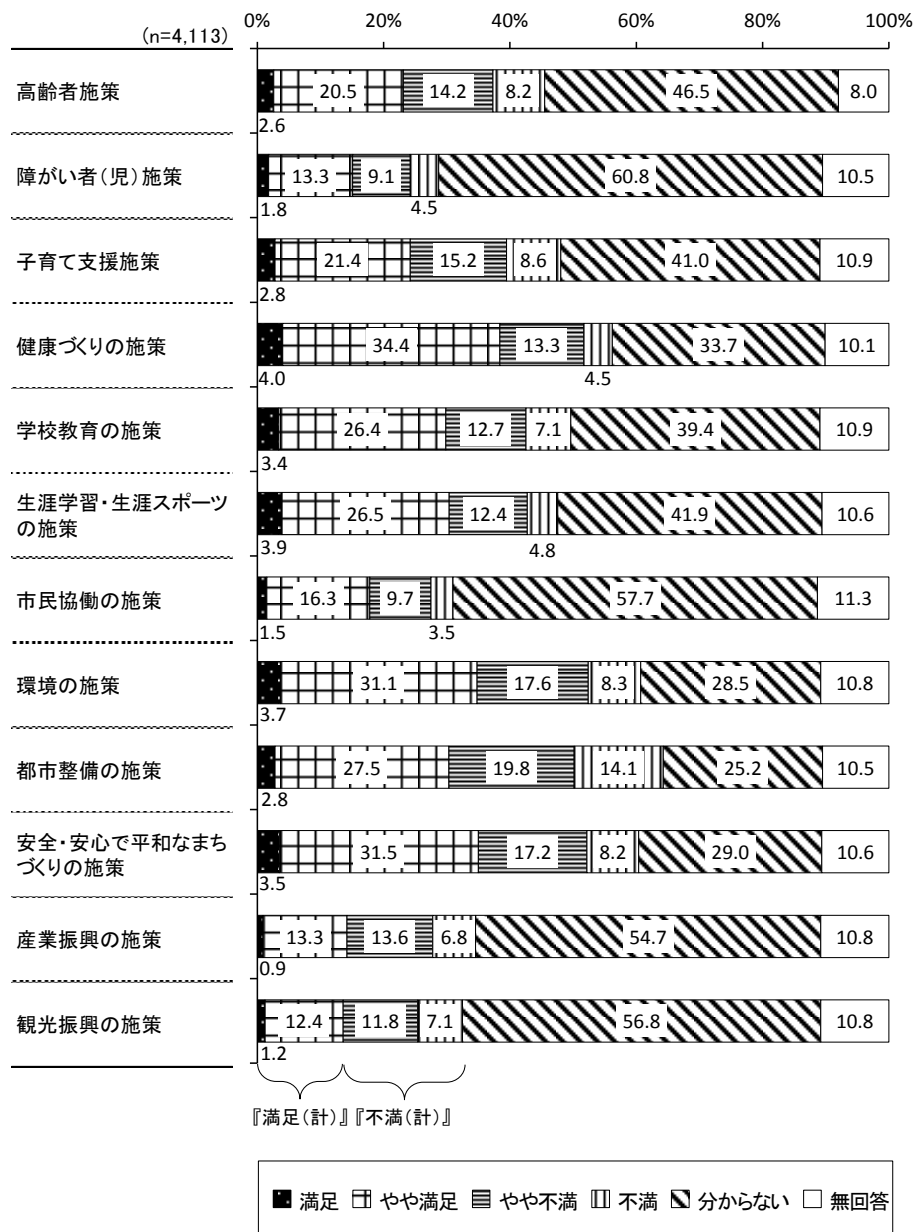 0% 20% 40% 60% 80% 100%
(n=4,113)
高齢者施策
20.5 14.2 8.2 46.5 8.0
2.6
障がい者(児)施策
13.3 9.1 60.8 10.5
1.8 4.5
子育て支援施策
21.4 15.2 8.6 41.0 10.9
2.8
健康づくりの施策
34.4 13.3 33.7 10.1
4.0 4.5
学校教育の施策
26.4 12.7 7.1 39.4 10.9
3.4
生涯学習・生涯スポーツ
の施策
26.5 12.4 41.9 10.6
3.9 4.8
市民協働の施策
16.3 9.7 57.7 11.3
1.5 3.5
環境の施策
31.1 17.6 8.3 28.5 10.8
3.7
都市整備の施策
27.5 19.8 14.1 25.2 10.5
2.8
安全・安心で平和なまち
づくりの施策
31.5 17.2 8.2 29.0 10.6
3.5
産業振興の施策
13.3 13.6 6.8 54.7 10.8
0.9
観光振興の施策
12.4 11.8 7.1 56.8 10.8
1.2
『満足(計)』『不満(計)』
満足 やや満足 やや不満 不満 分からない 無回答